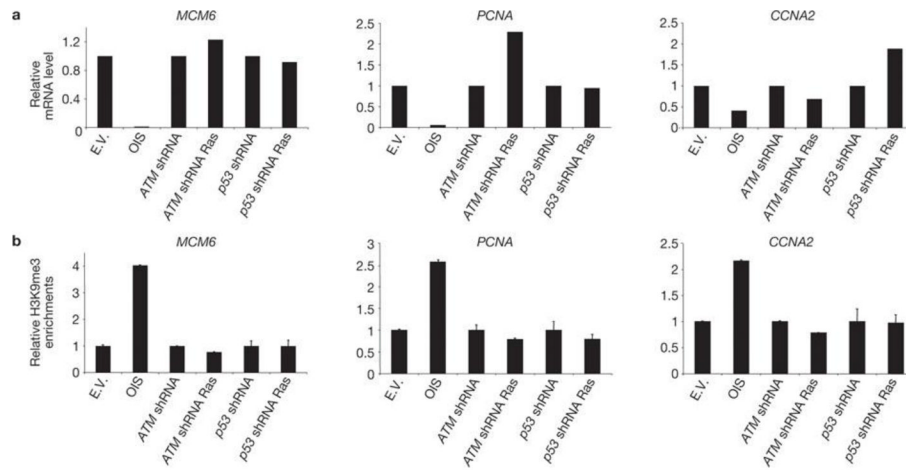 a
MCM6
PCNA
CCNA2
Relative
mRNA level
1.2
0.8
0.4
0
E.V.
OIS
ATM shRNA
ATM shRNA Ras
p53 shRNA
p53 shRNA Ras
2.5
2
1.5
1
0.5
0
E.V.
OIS
ATM shRNA
ATM shRNA Ras
p53 shRNA
p53 shRNA Ras
2.5
2
1.5
1
0.5
0
E.V.
OIS
ATM shRNA
ATM shRNA Ras
p53 shRNA
p53 shRNA Ras
b
MCM6
PCNA
CCNA2
Relative H3K9me3
enrichments
4
3
2
1
0
E.V.
OIS
ATM shRNA
ATM shRNA Ras
p53 shRNA
p53 shRNA Ras
3
2.5
2
1.5
1
0.5
0
E.V.
OIS
ATM shRNA
ATM shRNA Ras
p53 shRNA
p53 shRNA Ras
2.5
2
1.5
1
0.5
0
E.V.
OIS
ATM shRNA
ATM shRNA Ras
p53 shRNA
p53 shRNA Ras